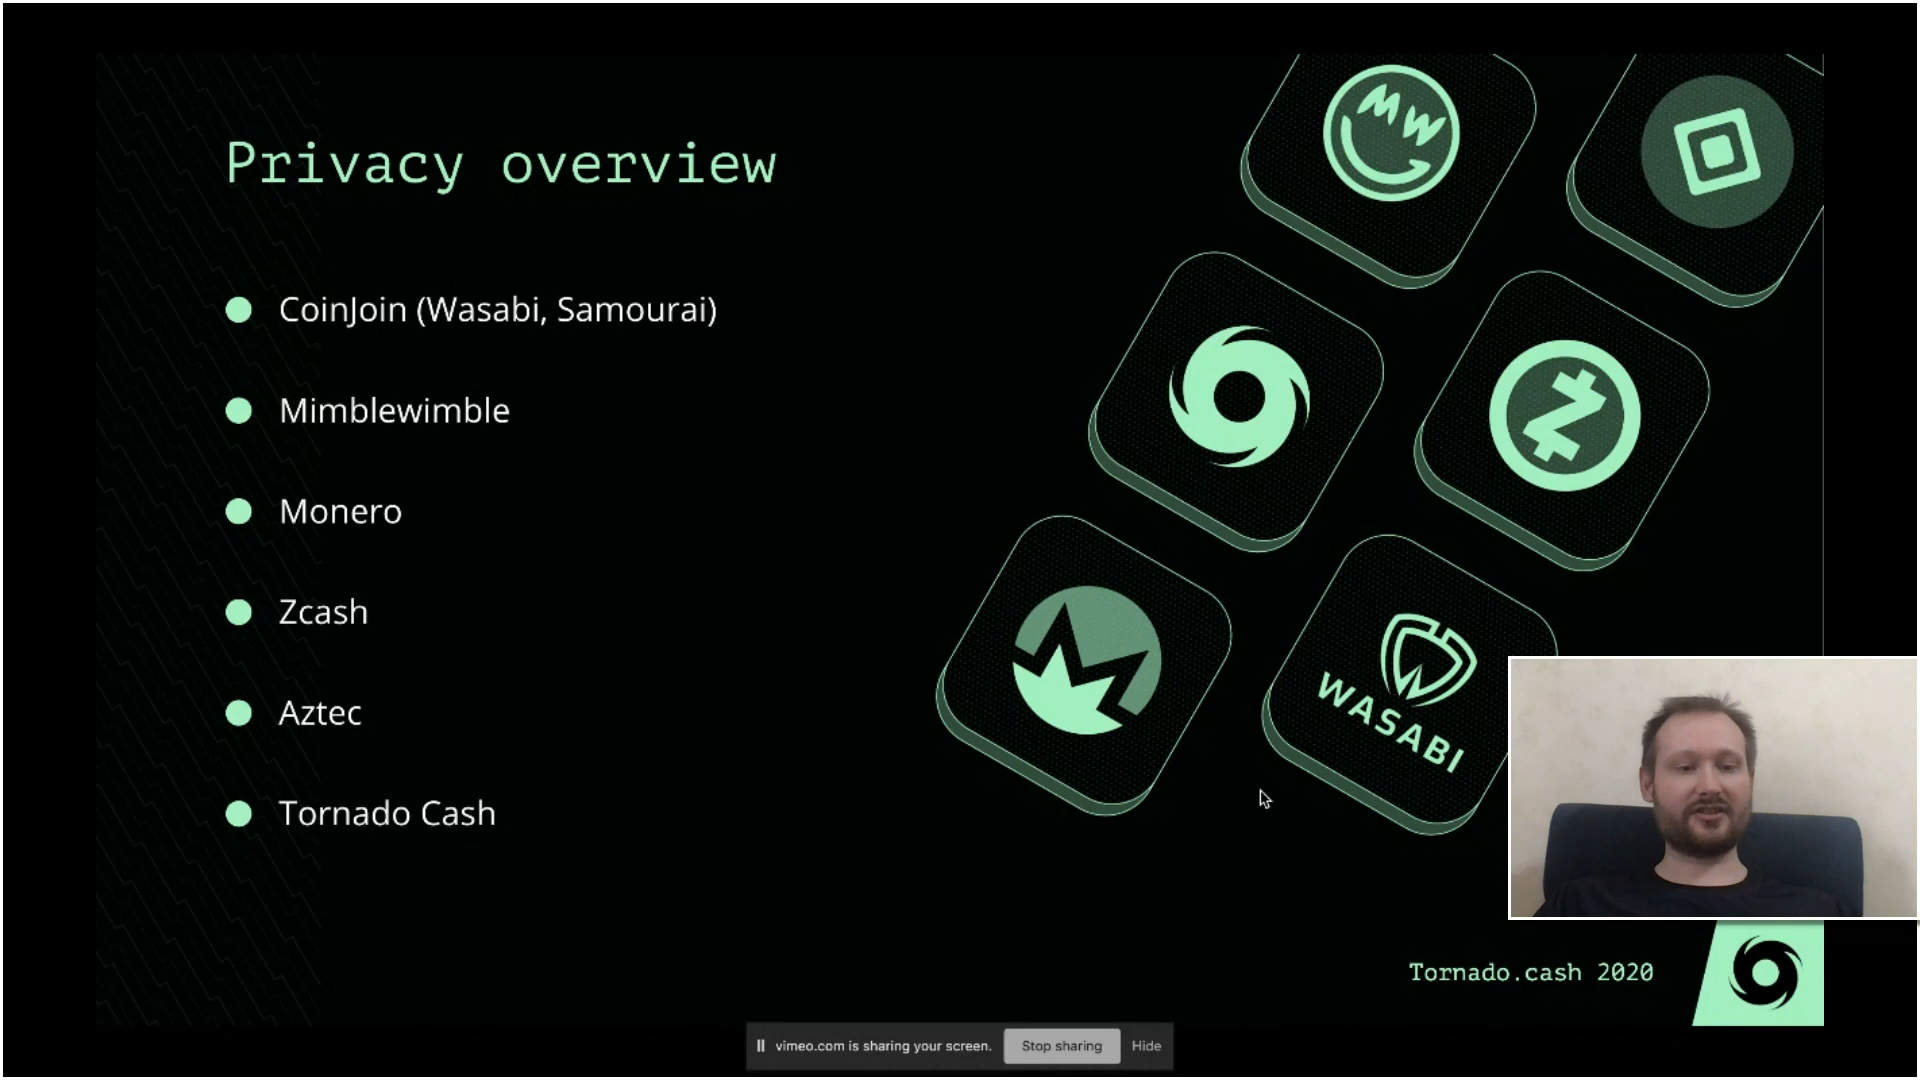 Privacy overview
CoinJoin (Wasabi, Samourai)
Mimblewimble
Monero
Zcash
Aztec
Tornado Cash
MW
WASABI
Tornado.cash 2020
vimeo.com is sharing your screen.
Stop sharing
Hide